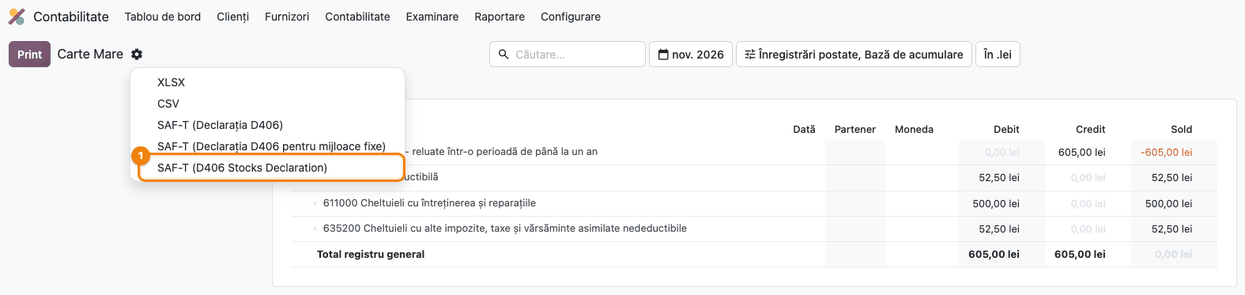 Contabilitate Tablou de bord Clienți Furnizori Contabilitate Examinare Raportare Configurare
Print Carte Mare Căutare... nov. 2026 Înregistrări postate, Bază de acumulare În .lei
XLSX
CSV
SAF-T (Declarația D406)
SAF-T (Declarația D406 pentru mijloace fixe)
1
SAF-T (D406 Stocks Declaration)
Dată Partener Moneda Debit Credit Sold
- reluate într-o perioadă de până la un an 0,00 lei 605,00 lei -605,00 lei
ductibilă 52,50 lei 0,00 lei 52,50 lei
611000 Cheltuieli cu întreținerea și reparațiile 500,00 lei 0,00 lei 500,00 lei
635200 Cheltuieli cu alte impozite, taxe și vărsăminte asimilate nedeductibile 52,50 lei 0,00 lei 52,50 lei
Total registru general 605,00 lei 605,00 lei 0,00 lei